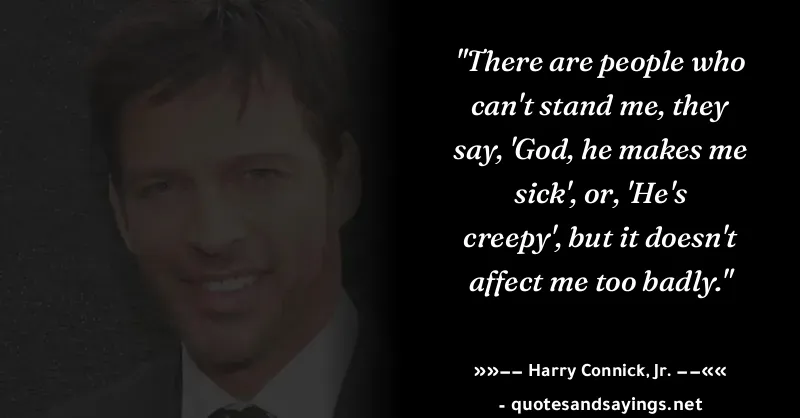 "There are people who
can't stand me, they
say, 'God, he makes me
sick', or, 'He's
creepy', but it doesn't
affect me too badly."
»»−− Harry Connick, Jr. −−««
- quotesandsayings.net